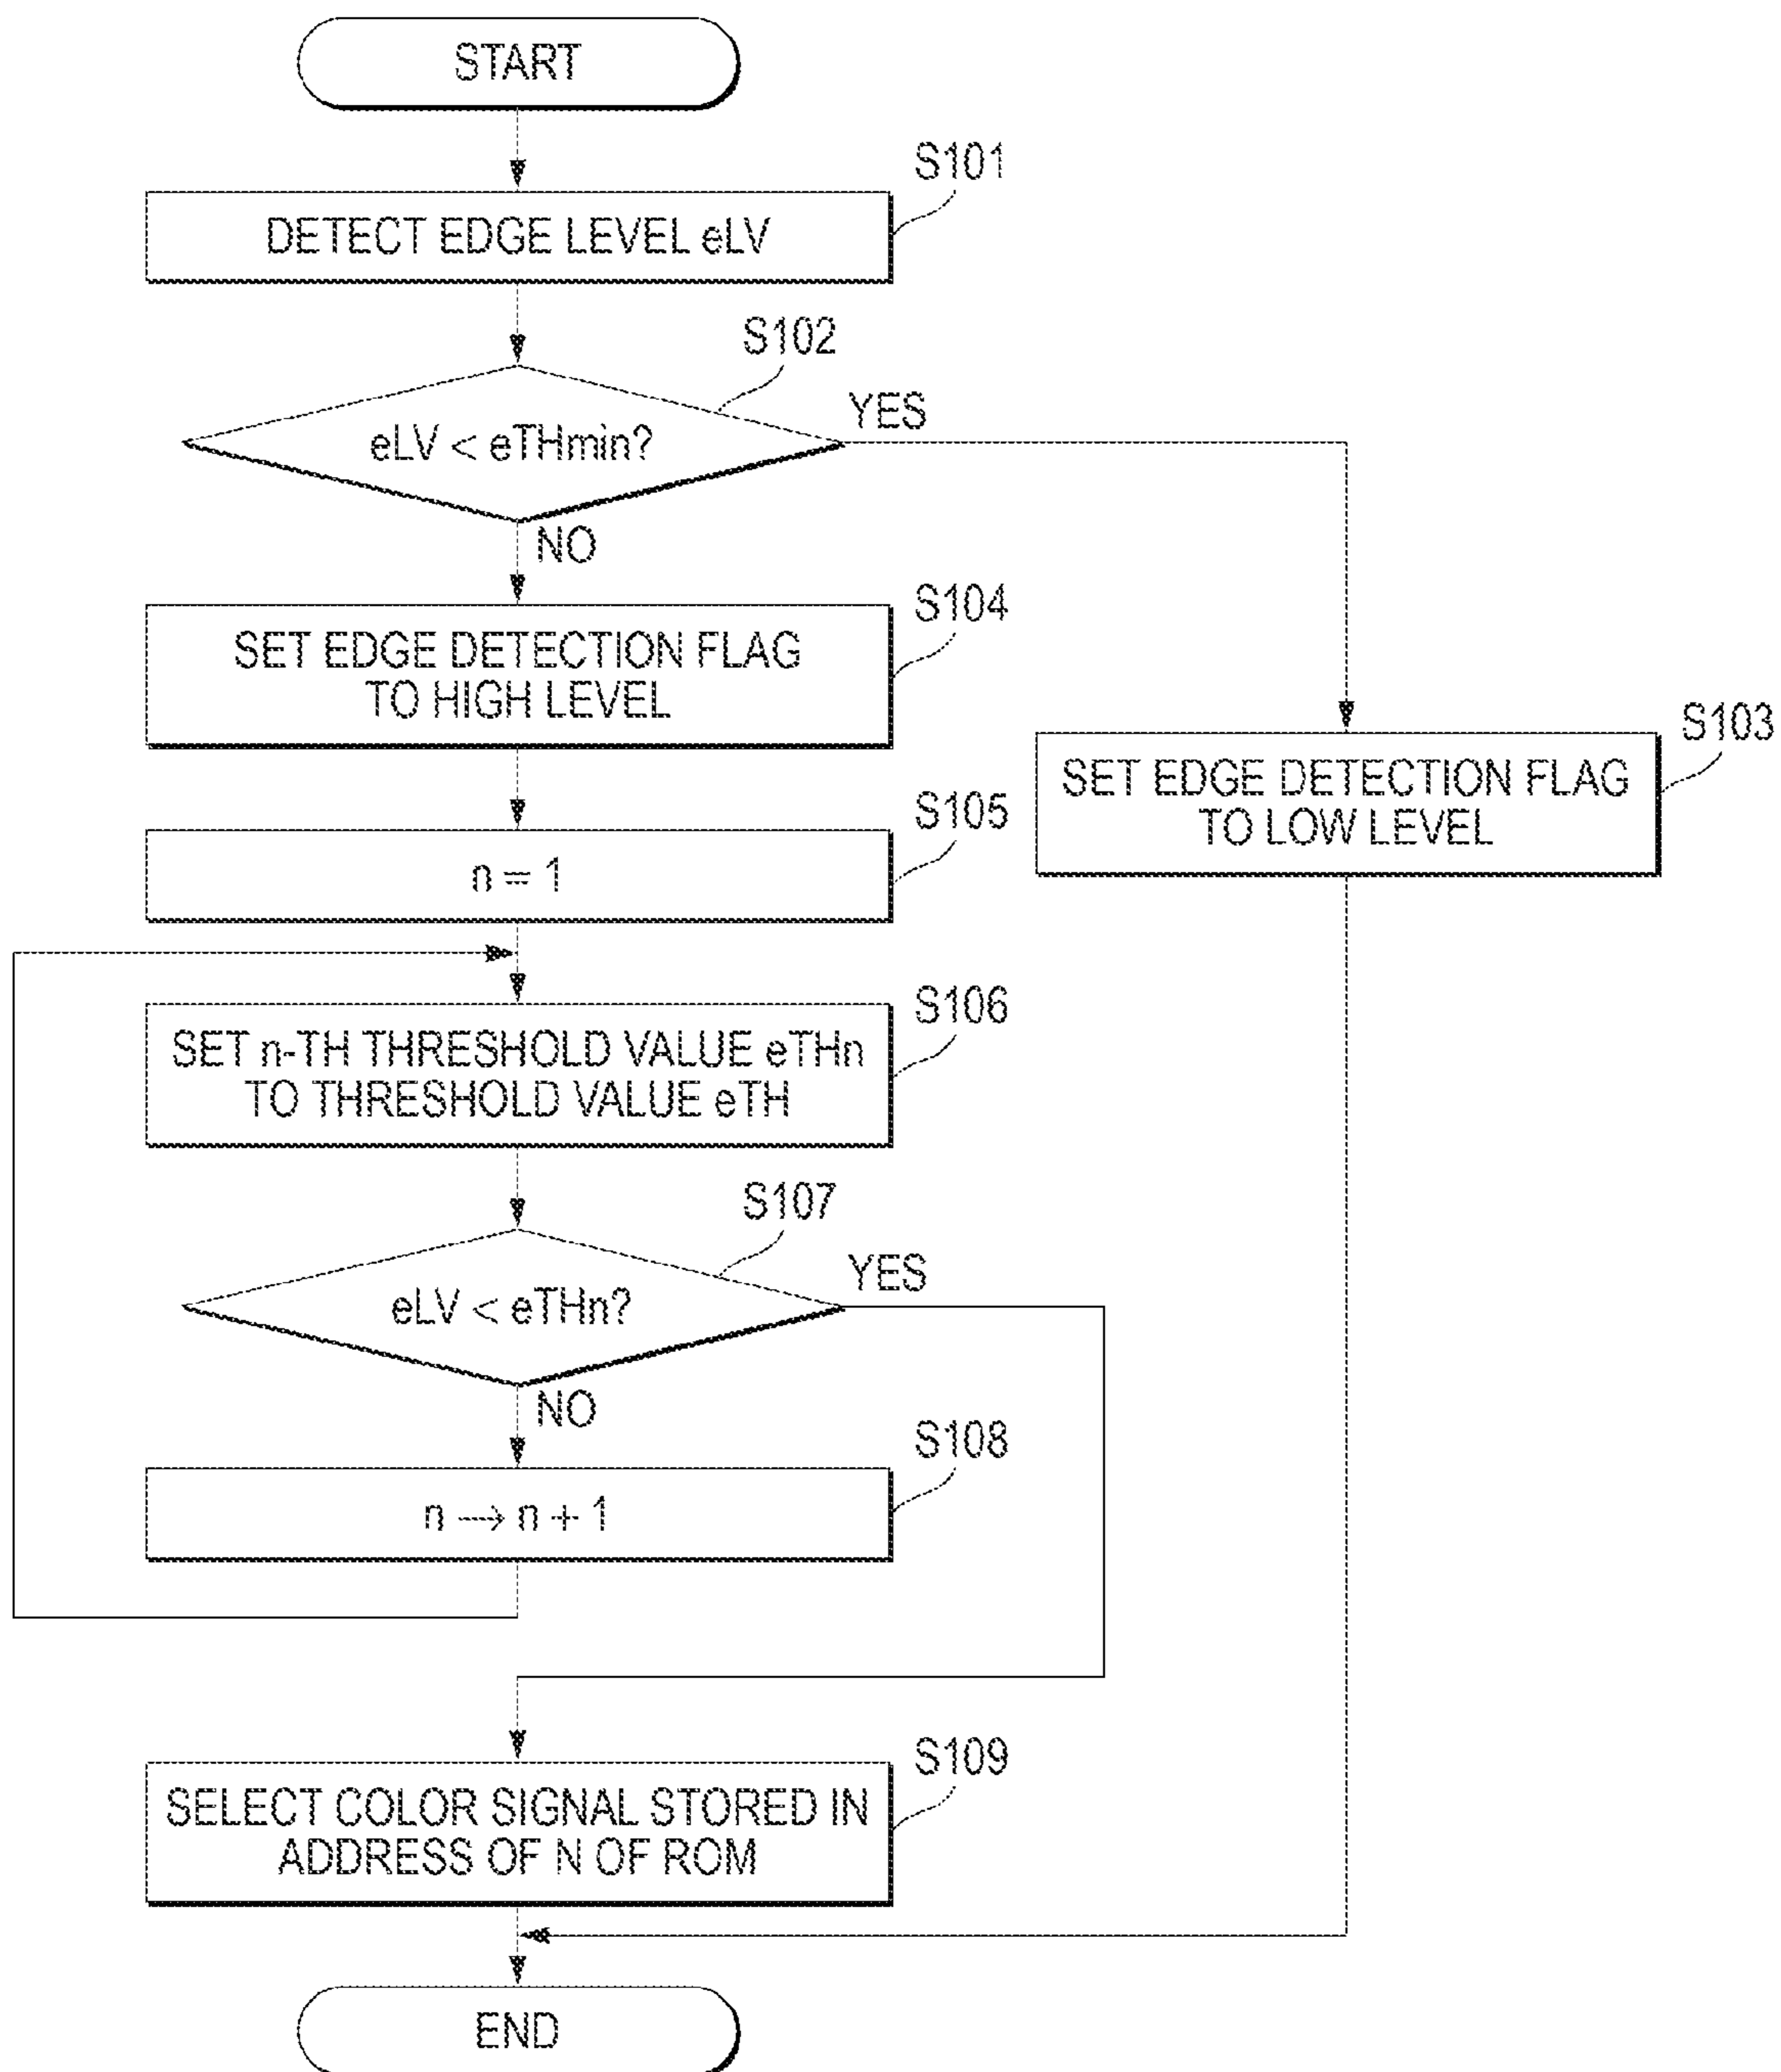 START
S101
DETECT EDGE LEVEL eLV
S102
eLV < eTHmin?
YES
NO
S104
SET EDGE DETECTION FLAG
TO HIGH LEVEL
S103
SET EDGE DETECTION FLAG
TO LOW LEVEL
S105
n = 1
S106
SET n-TH THRESHOLD VALUE eTHn
TO THRESHOLD VALUE eTH
S107
eLV < eTHn?
YES
NO
S108
n → n + 1
S109
SELECT COLOR SIGNAL STORED IN
ADDRESS OF N OF ROM
END